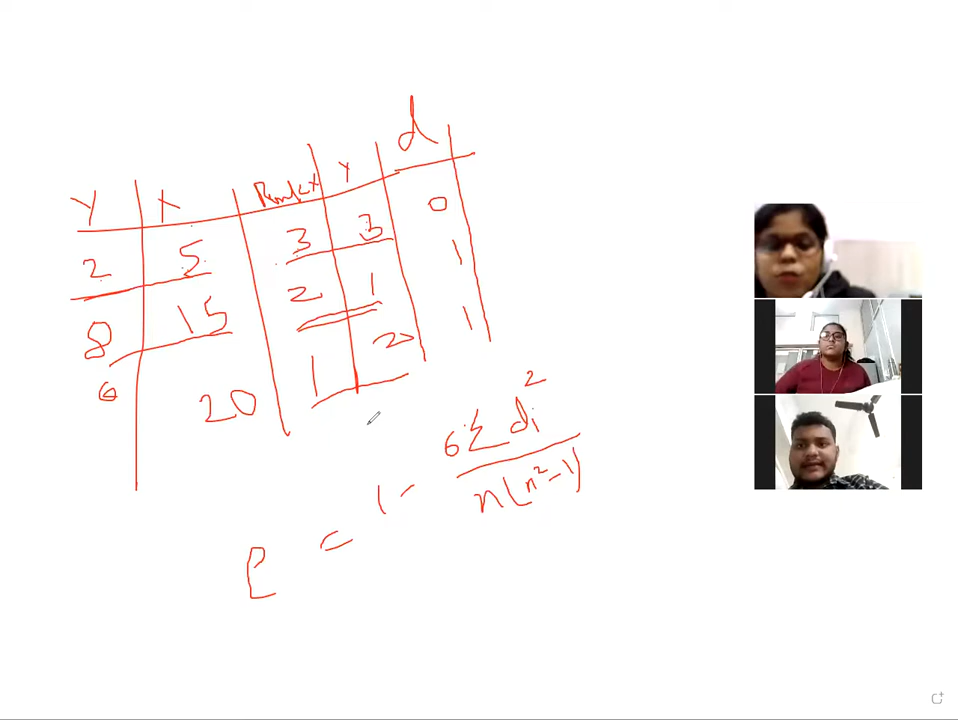 d
Y X Rank x Y
2 5 3 3 0
8 15 2 1 1
6 20 1 2 1
ρ = 1 - 6Σdi² / n(n²-1)